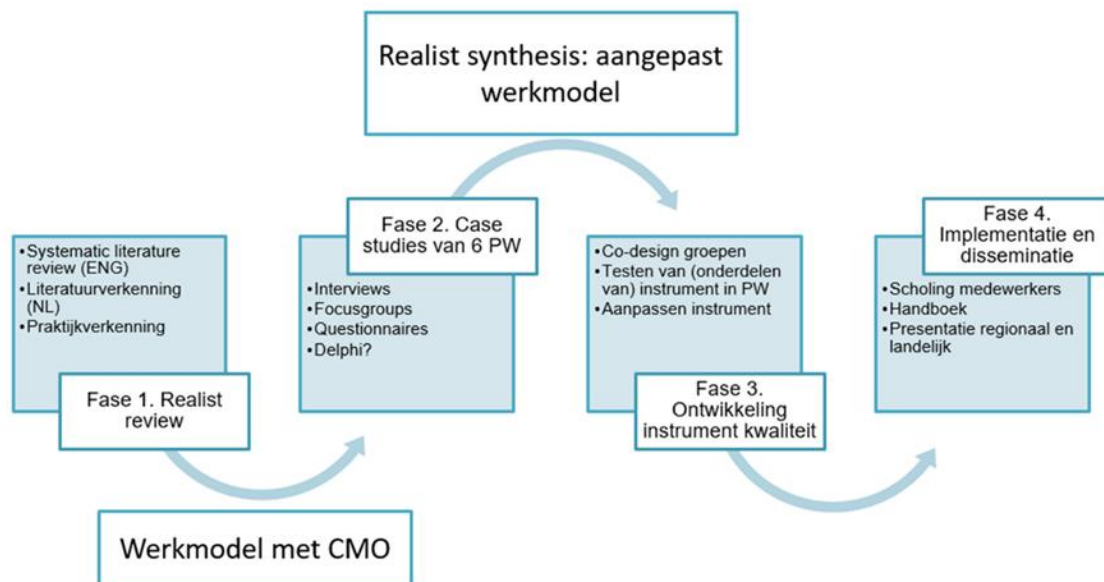 Realist synthesis: aangepast
werkmodel
•Systematic literature
review (ENG)
•Literatuurverkenning
(NL)
•Praktijkverkenning
Fase 1. Realist
review
Werkmodel met CMO
Fase 2. Case
studies van 6 PW
•Interviews
•Focusgroups
•Questionnaires
•Delphi?
•Co-design groepen
•Testen van (onderdelen
van) instrument in PW
•Aanpassen instrument
Fase 3.
Ontwikkeling
instrument kwaliteit
Fase 4.
Implementatie en
disseminatie
•Scholing medewerkers
•Handboek
•Presentatie regionaal en
landelijk